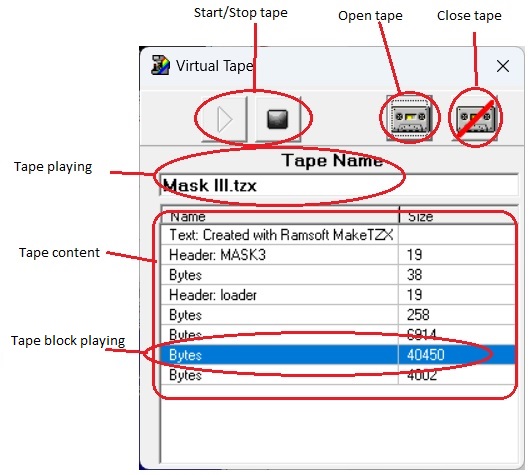 Start/Stop tape
Open tape
Close tape
Virtual Tape
Tape playing
Tape Name
Mask III.tzx
Name Size
Tape content
Text: Created with Ramsoft MakeTZX
Header: MASK3 19
Bytes 38
Header: loader 19
Bytes 258
Tape block playing
Bytes 6914
Bytes 40450
Bytes 4002